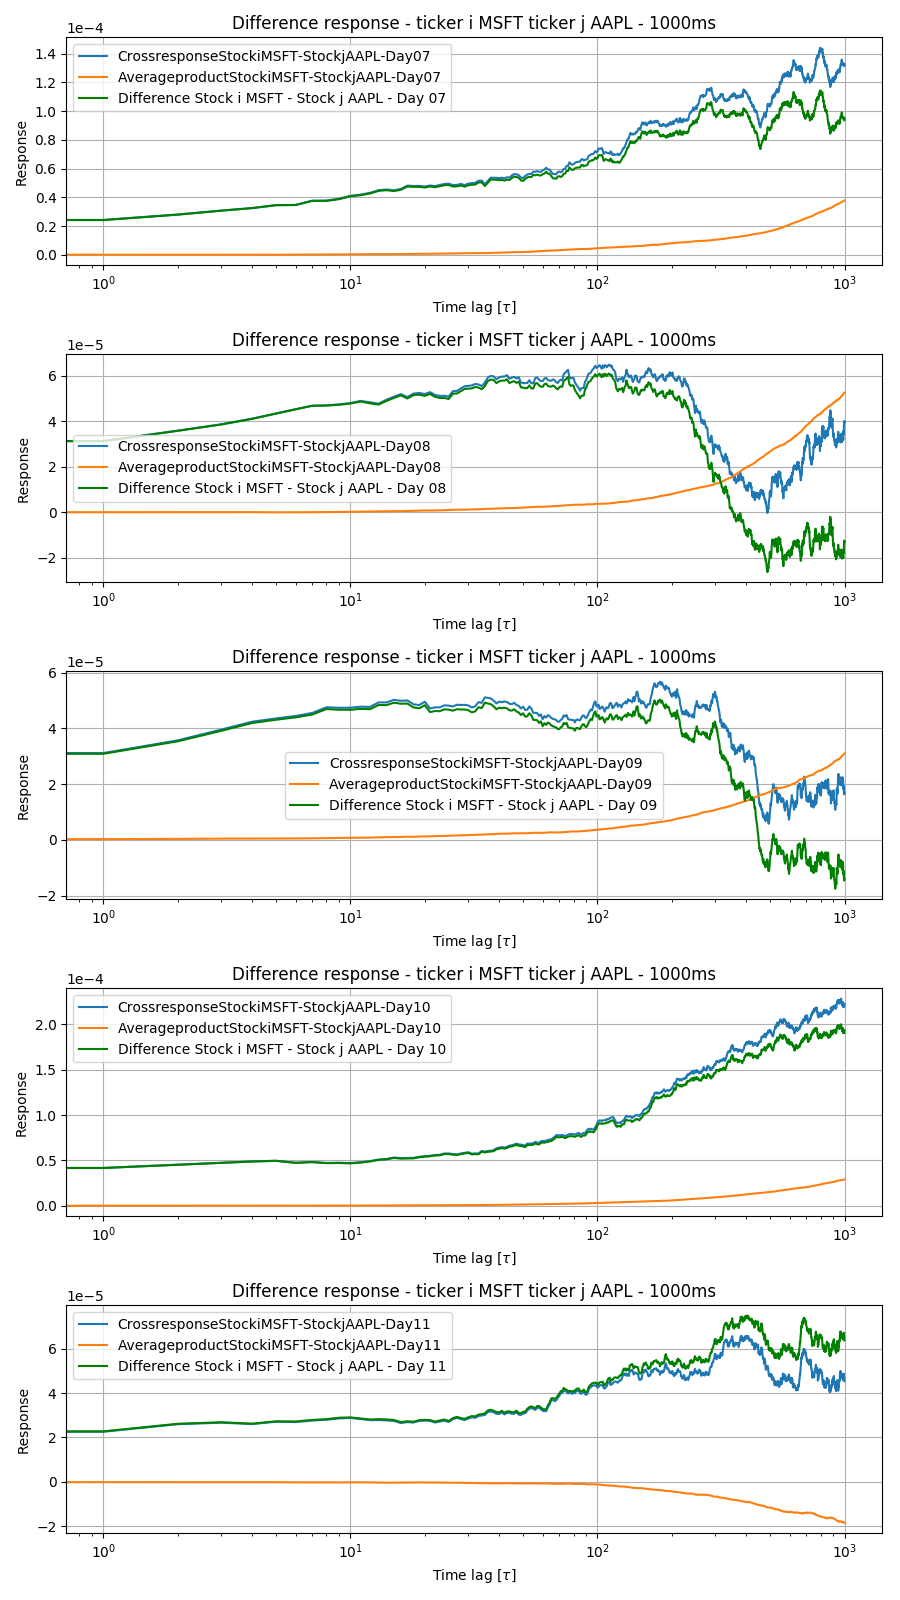 Difference response - ticker i MSFT ticker j AAPL - 1000ms
1e−4
CrossresponseStockiMSFT-StockjAAPL-Day07
AverageproductStockiMSFT-StockjAAPL-Day07
Difference Stock i MSFT - Stock j AAPL - Day 07
1.4
1.2
1.0
0.8
0.6
0.4
0.2
0.0
Response
10^0 10^1 10^2 10^3
Time lag [τ]
Difference response - ticker i MSFT ticker j AAPL - 1000ms
1e−5
6
4
2
0
−2
Response
CrossresponseStockiMSFT-StockjAAPL-Day08
AverageproductStockiMSFT-StockjAAPL-Day08
Difference Stock i MSFT - Stock j AAPL - Day 08
10^0 10^1 10^2 10^3
Time lag [τ]
Difference response - ticker i MSFT ticker j AAPL - 1000ms
1e−5
6
4
2
0
−2
Response
CrossresponseStockiMSFT-StockjAAPL-Day09
AverageproductStockiMSFT-StockjAAPL-Day09
Difference Stock i MSFT - Stock j AAPL - Day 09
10^0 10^1 10^2 10^3
Time lag [τ]
Difference response - ticker i MSFT ticker j AAPL - 1000ms
1e−4
CrossresponseStockiMSFT-StockjAAPL-Day10
AverageproductStockiMSFT-StockjAAPL-Day10
Difference Stock i MSFT - Stock j AAPL - Day 10
2.0
1.5
1.0
0.5
0.0
Response
10^0 10^1 10^2 10^3
Time lag [τ]
Difference response - ticker i MSFT ticker j AAPL - 1000ms
1e−5
CrossresponseStockiMSFT-StockjAAPL-Day11
AverageproductStockiMSFT-StockjAAPL-Day11
Difference Stock i MSFT - Stock j AAPL - Day 11
6
4
2
0
−2
Response
10^0 10^1 10^2 10^3
Time lag [τ]